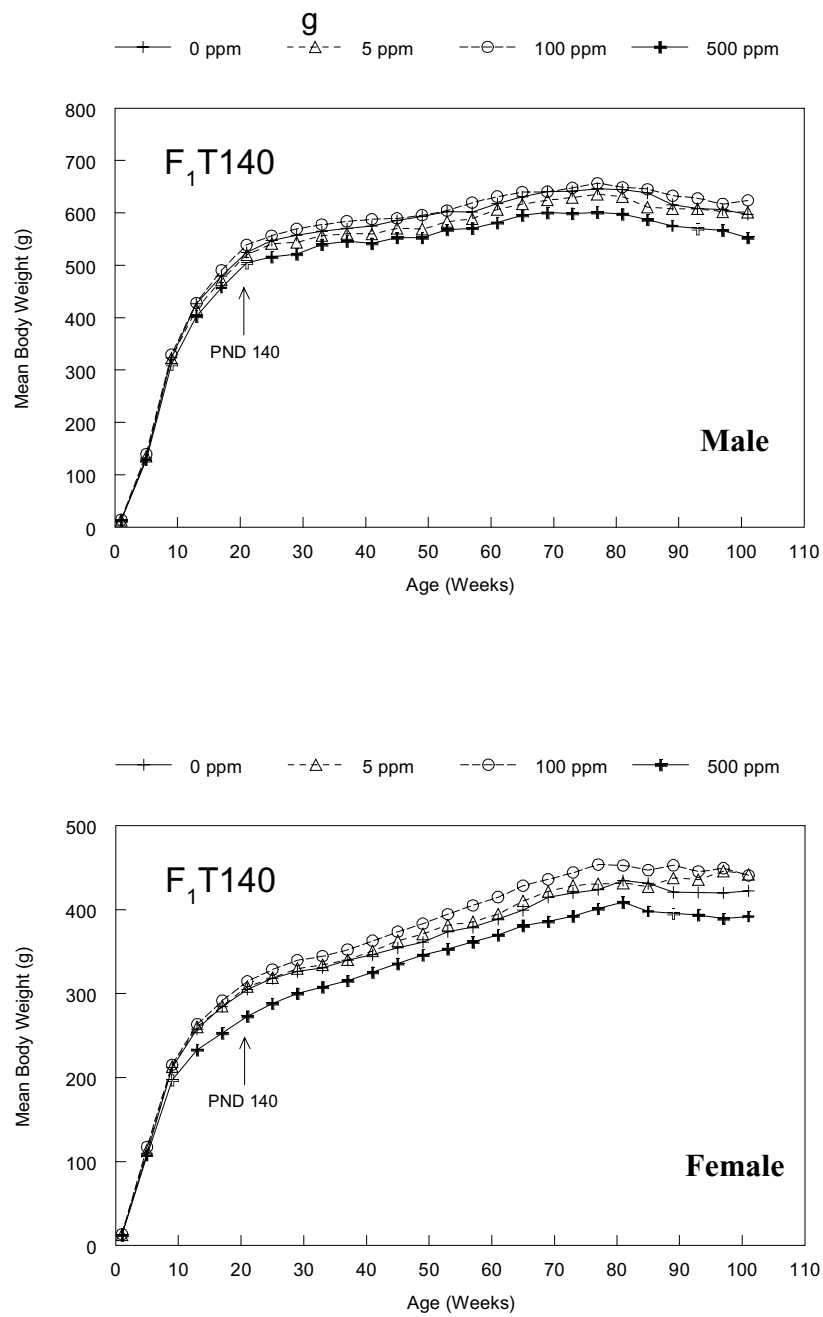 g
0 ppm 5 ppm 100 ppm 500 ppm
800
700
600
500
400
300
200
100
0
Mean Body Weight (g)
F1T140
PND 140
Male
0 10 20 30 40 50 60 70 80 90 100 110
Age (Weeks)
0 ppm 5 ppm 100 ppm 500 ppm
500
400
300
200
100
0
Mean Body Weight (g)
F1T140
PND 140
Female
0 10 20 30 40 50 60 70 80 90 100 110
Age (Weeks)